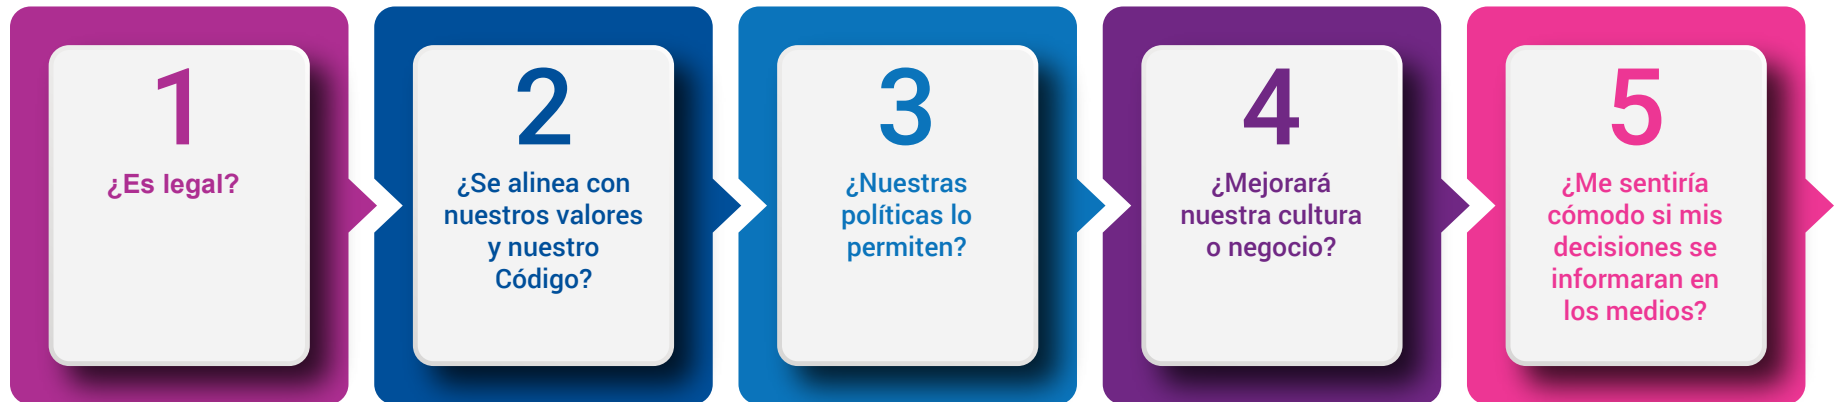 1
¿Es legal?
2
¿Se alinea con
nuestros valores
y nuestro
Código?
3
¿Nuestras
políticas lo
permiten?
4
¿Mejorará
nuestra cultura
o negocio?
5
¿Me sentiría
cómodo si mis
decisiones se
informaran en
los medios?